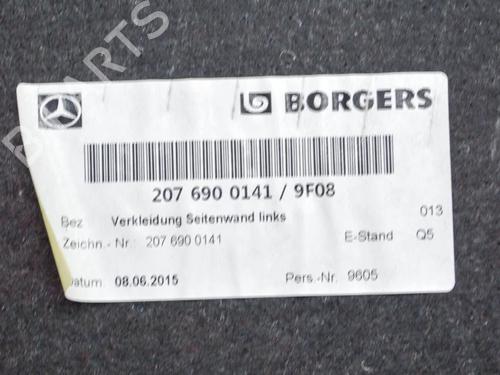 BORGERS
207 690 0141 / 9F08
Bez Verkleidung Seitenwand links 013
Zeichn.- Nr.: 207 690 0141 E-Stand Q5
Datum: 08.06.2015 Pers.-Nr. 9605
PARTS